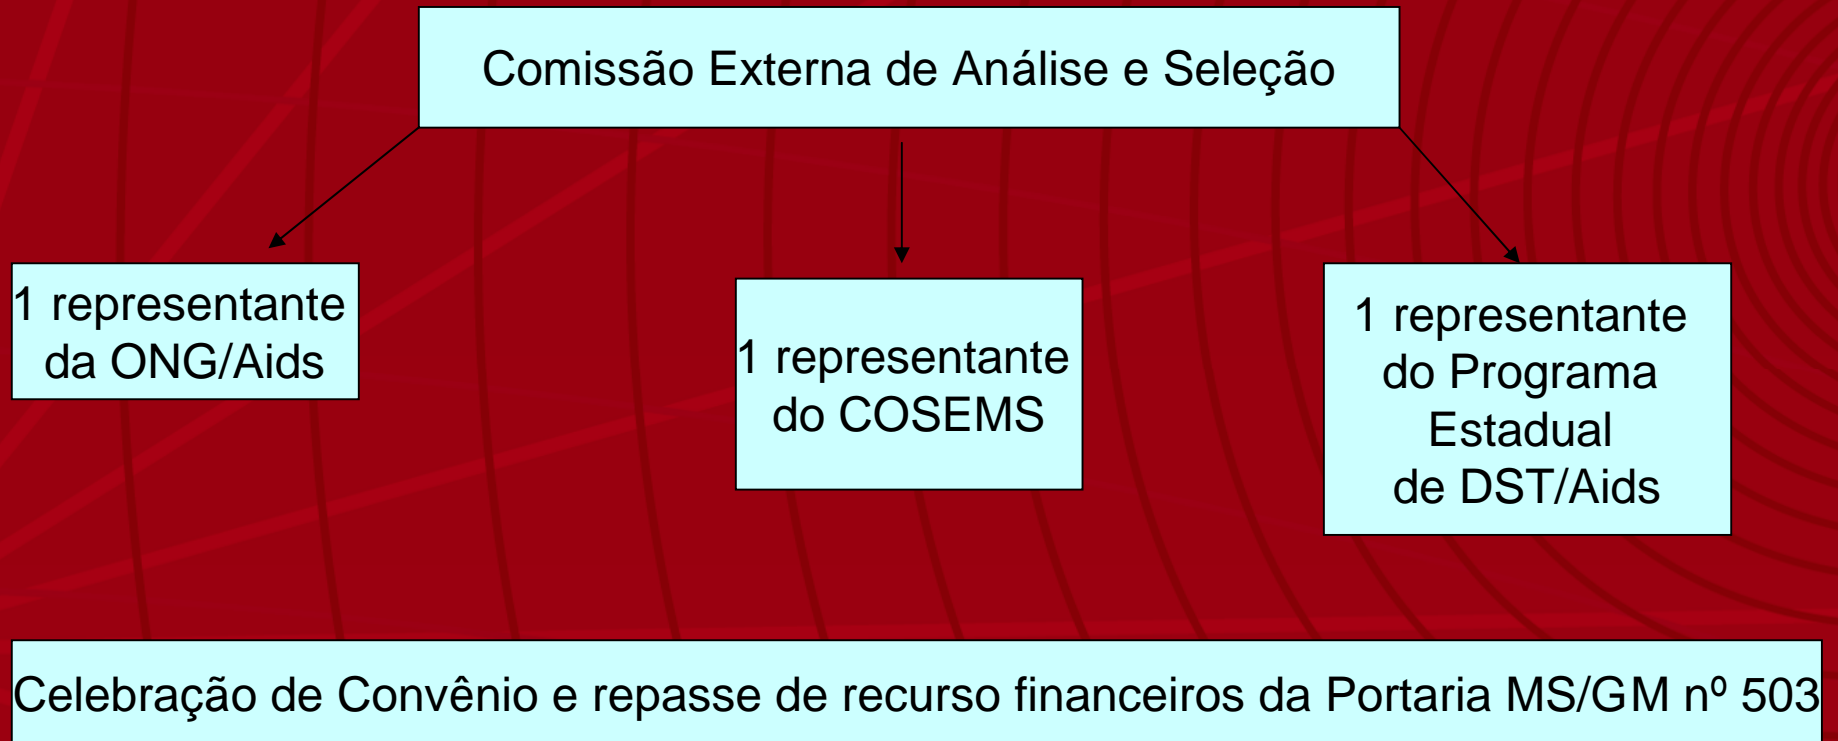 Comissão Externa de Análise e Seleção
1 representante
da ONG/Aids
1 representante
do COSEMS
1 representante
do Programa
Estadual
de DST/Aids
Celebração de Convênio e repasse de recurso financeiros da Portaria MS/GM nº 503